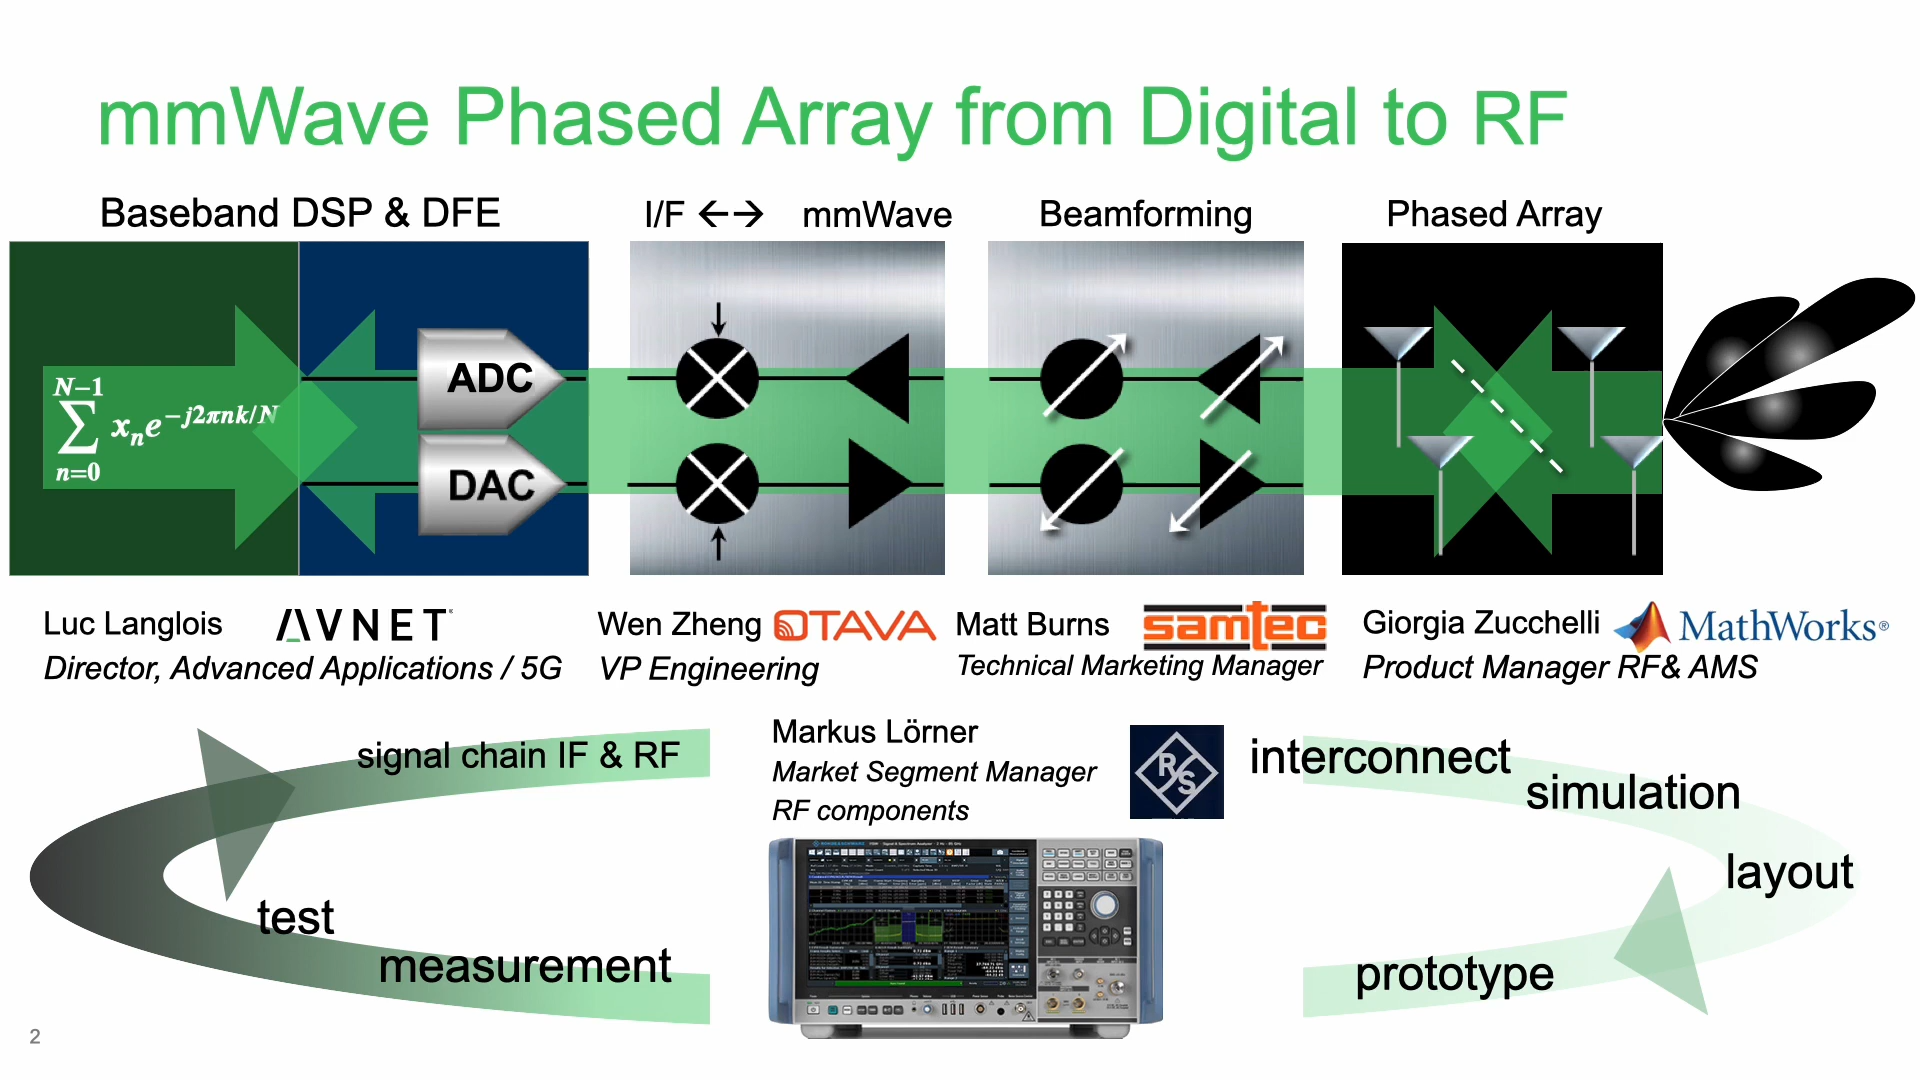 mmWave Phased Array from Digital to RF
Baseband DSP & DFE
I/F ←→ mmWave
Beamforming
Phased Array
ADC
DAC
N−1
∑ xₙe^−j2πnk/N
n=0
Luc Langlois
AVNET
Director, Advanced Applications / 5G
Wen Zheng
OTAVA
VP Engineering
Matt Burns
samtec
Technical Marketing Manager
Giorgia Zucchelli
MathWorks®
Product Manager RF& AMS
Markus Lörner
Market Segment Manager
RF components
R S
signal chain IF & RF
test
measurement
interconnect
simulation
layout
prototype
2